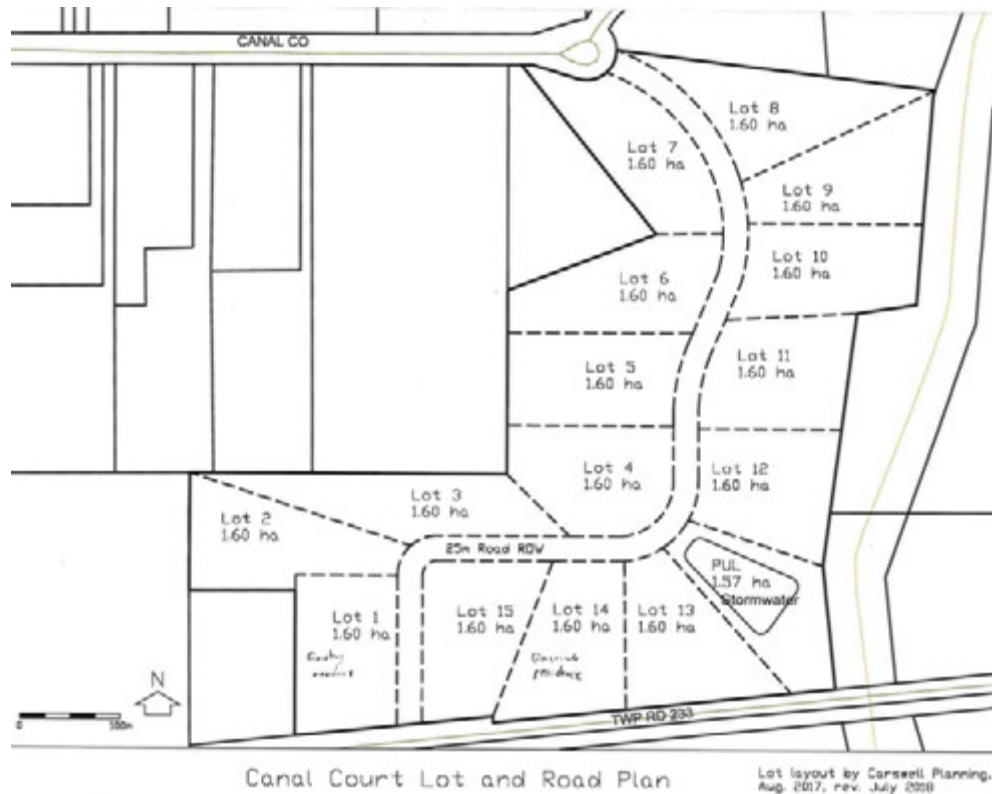 CANAL CO
Lot 8
1.60 ha
Lot 7
1.60 ha
Lot 9
1.60 ha
Lot 10
1.60 ha
Lot 6
1.60 ha
Lot 11
1.60 ha
Lot 5
1.60 ha
Lot 4
1.60 ha
Lot 12
1.60 ha
Lot 3
1.60 ha
Lot 2
1.60 ha
25m Road ROW
PUL
1.57 ha
Stormwater
Lot 1
1.60 ha
Lot 15
1.60 ha
Lot 14
1.60 ha
Lot 13
1.60 ha
residence
N
0 100m
TWP RD 233
Canal Court Lot and Road Plan
Lot layout by Carswell Planning,
Aug. 2017, rev. July 2018